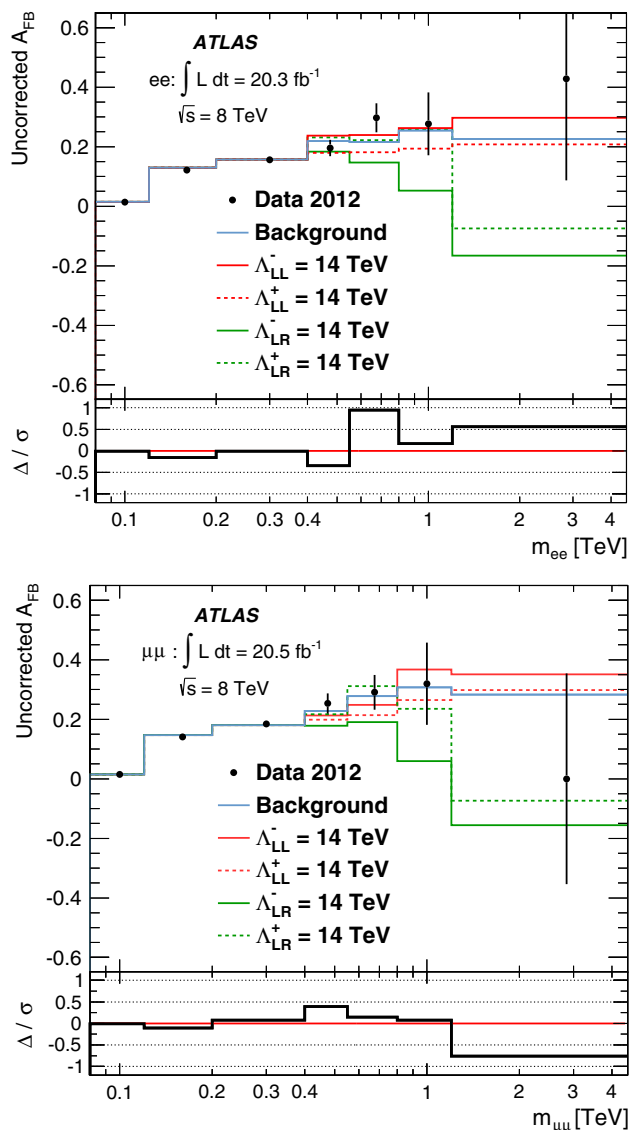 Uncorrected A_FB
ATLAS
ee: ∫ L dt = 20.3 fb⁻¹
√s = 8 TeV
0.6
0.4
0.2
0
-0.2
-0.4
-0.6
Data 2012
Background
Λ⁻_LL = 14 TeV
Λ⁺_LL = 14 TeV
Λ⁻_LR = 14 TeV
Λ⁺_LR = 14 TeV
Δ / σ
1
0.5
0
-0.5
-1
0.1 0.2 0.3 0.4 1 2 3 4
m_ee [TeV]
Uncorrected A_FB
ATLAS
μμ : ∫ L dt = 20.5 fb⁻¹
√s = 8 TeV
0.6
0.4
0.2
0
-0.2
-0.4
-0.6
Data 2012
Background
Λ⁻_LL = 14 TeV
Λ⁺_LL = 14 TeV
Λ⁻_LR = 14 TeV
Λ⁺_LR = 14 TeV
Δ / σ
1
0.5
0
-0.5
-1
0.1 0.2 0.3 0.4 1 2 3 4
m_μμ [TeV]